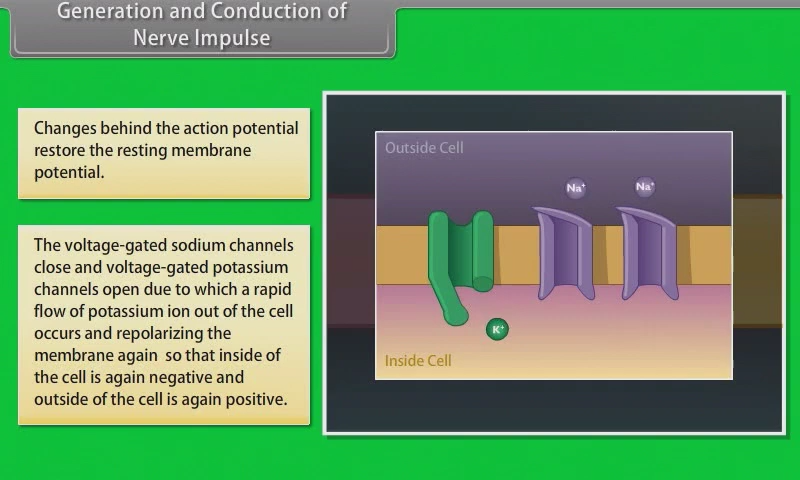 Generation and Conduction of
Nerve Impulse
Changes behind the action potential
restore the resting membrane
potential.
The voltage-gated sodium channels
close and voltage-gated potassium
channels open due to which a rapid
flow of potassium ion out of the cell
occurs and repolarizing the
membrane again so that inside of
the cell is again negative and
outside of the cell is again positive.
Outside Cell
Na⁺ Na⁺
K⁺
Inside Cell